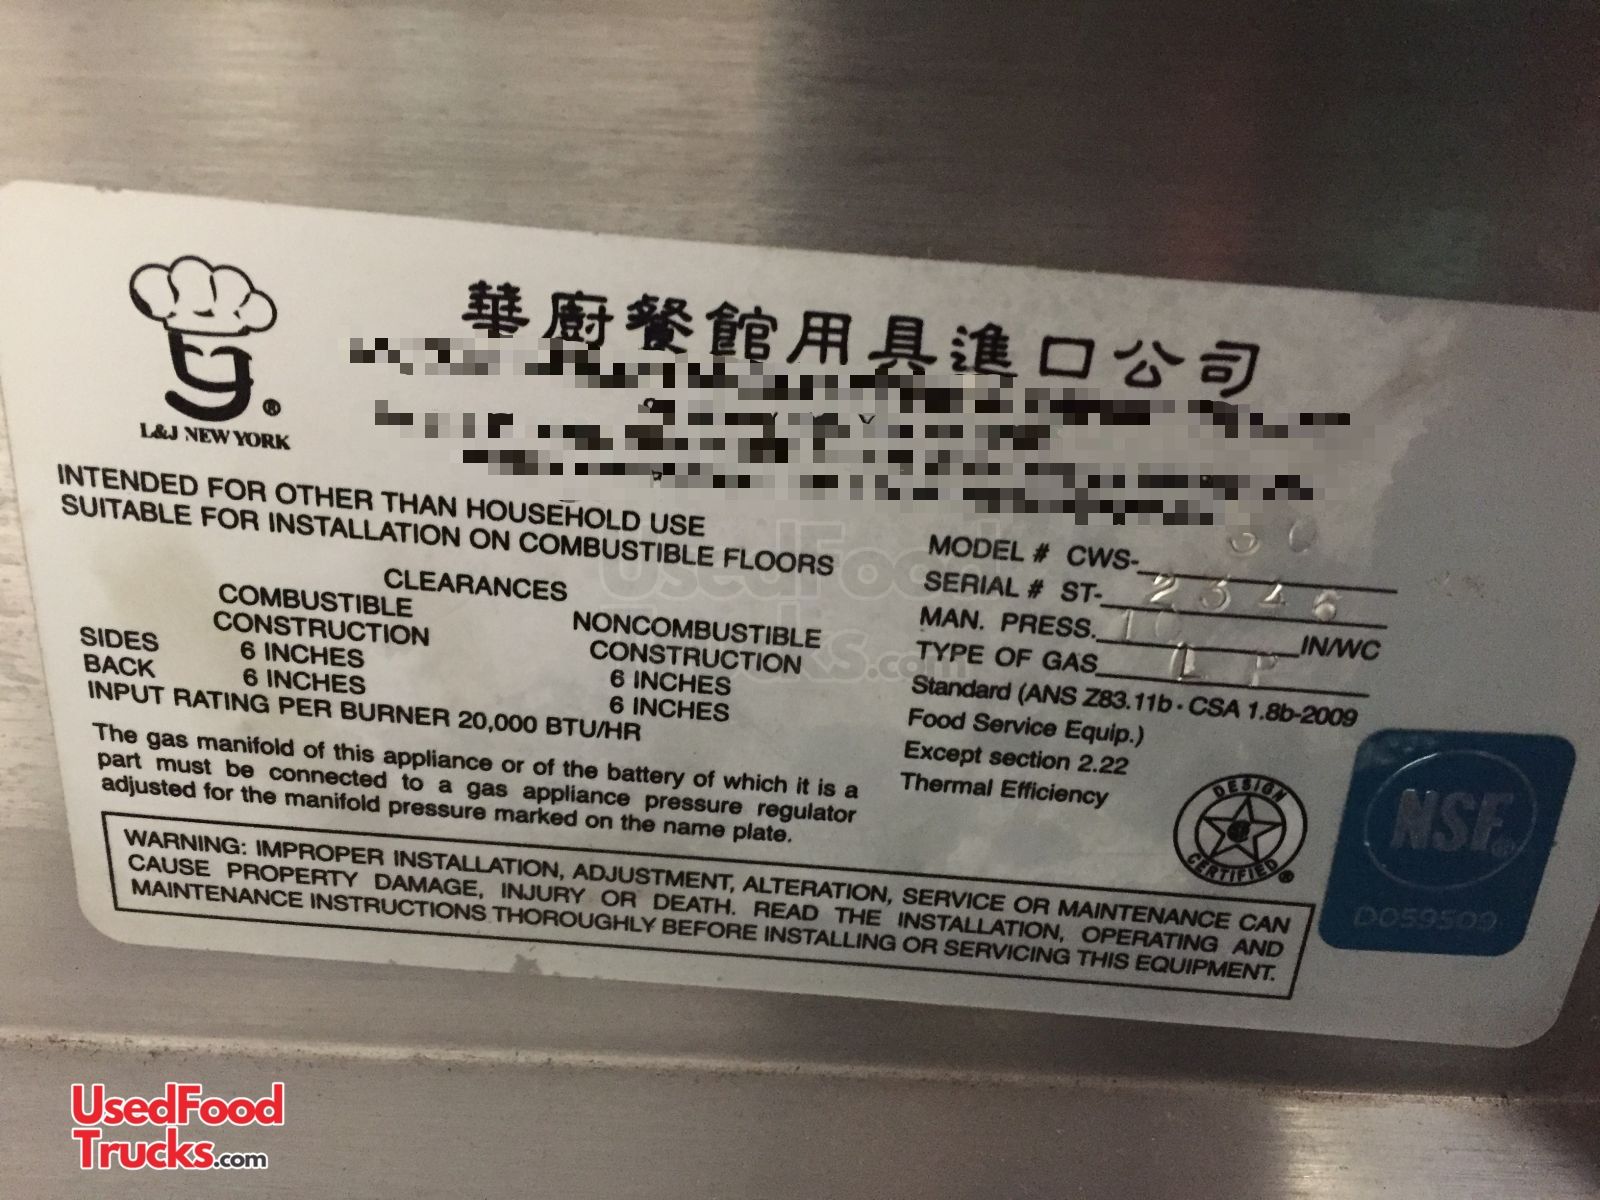 華廚餐館用具進口公司
L&J NEW YORK
INTENDED FOR OTHER THAN HOUSEHOLD USE
SUITABLE FOR INSTALLATION ON COMBUSTIBLE FLOORS
CLEARANCES
COMBUSTIBLE CONSTRUCTION NONCOMBUSTIBLE CONSTRUCTION
SIDES 6 INCHES 6 INCHES
BACK 6 INCHES 6 INCHES
INPUT RATING PER BURNER 20,000 BTU/HR
The gas manifold of this appliance or of the battery of which it is a
part must be connected to a gas appliance pressure regulator
adjusted for the manifold pressure marked on the name plate.
MODEL # CWS-30
SERIAL # ST-2346
MAN. PRESS. 10 IN/WC
TYPE OF GAS LP
Standard (ANS Z83.11b - CSA 1.8b-2009
Food Service Equip.)
Except section 2.22
Thermal Efficiency
DESIGN
CERTIFIED®
NSF®
D059509
WARNING: IMPROPER INSTALLATION, ADJUSTMENT, ALTERATION, SERVICE OR MAINTENANCE CAN
CAUSE PROPERTY DAMAGE, INJURY OR DEATH. READ THE INSTALLATION, OPERATING AND
MAINTENANCE INSTRUCTIONS THOROUGHLY BEFORE INSTALLING OR SERVICING THIS EQUIPMENT.
UsedFood
Trucks.com